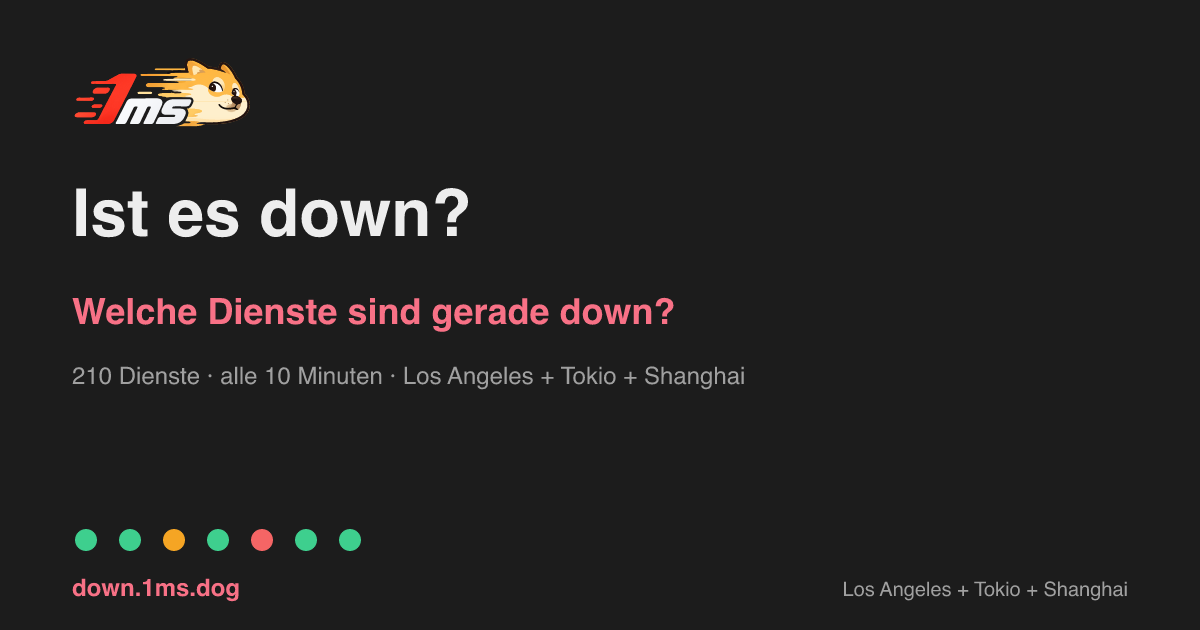 1ms
Ist es down?
Welche Dienste sind gerade down?
210 Dienste · alle 10 Minuten · Los Angeles + Tokio + Shanghai
down.1ms.dog
Los Angeles + Tokio + Shanghai